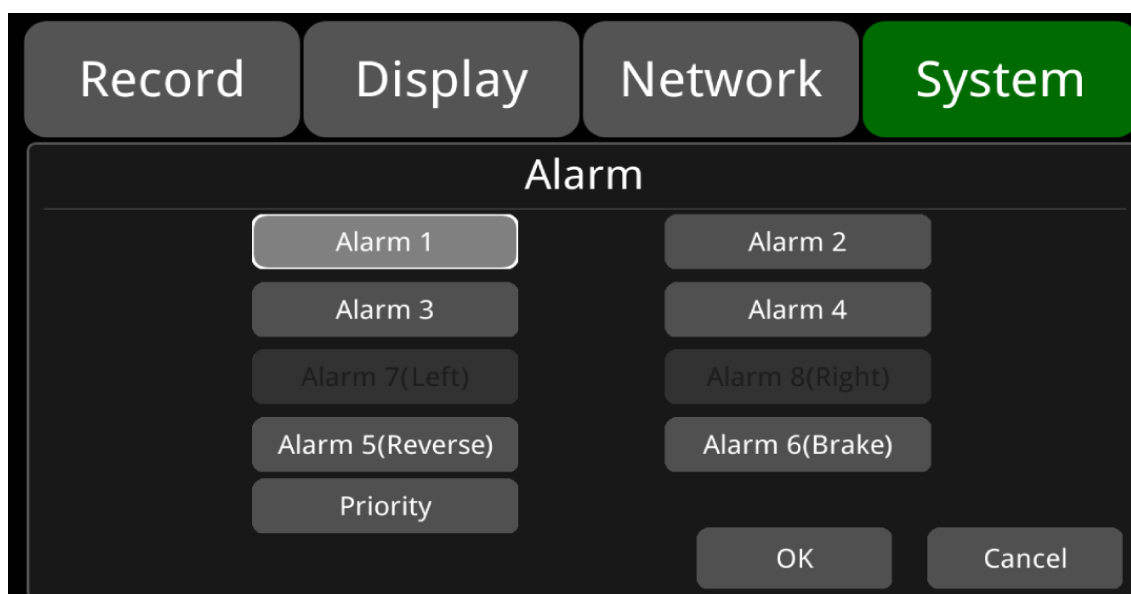 Record Display Network System
Alarm
Alarm 1 Alarm 2
Alarm 3 Alarm 4
Alarm 7(Left) Alarm 8(Right)
Alarm 5(Reverse) Alarm 6(Brake)
Priority
OK Cancel